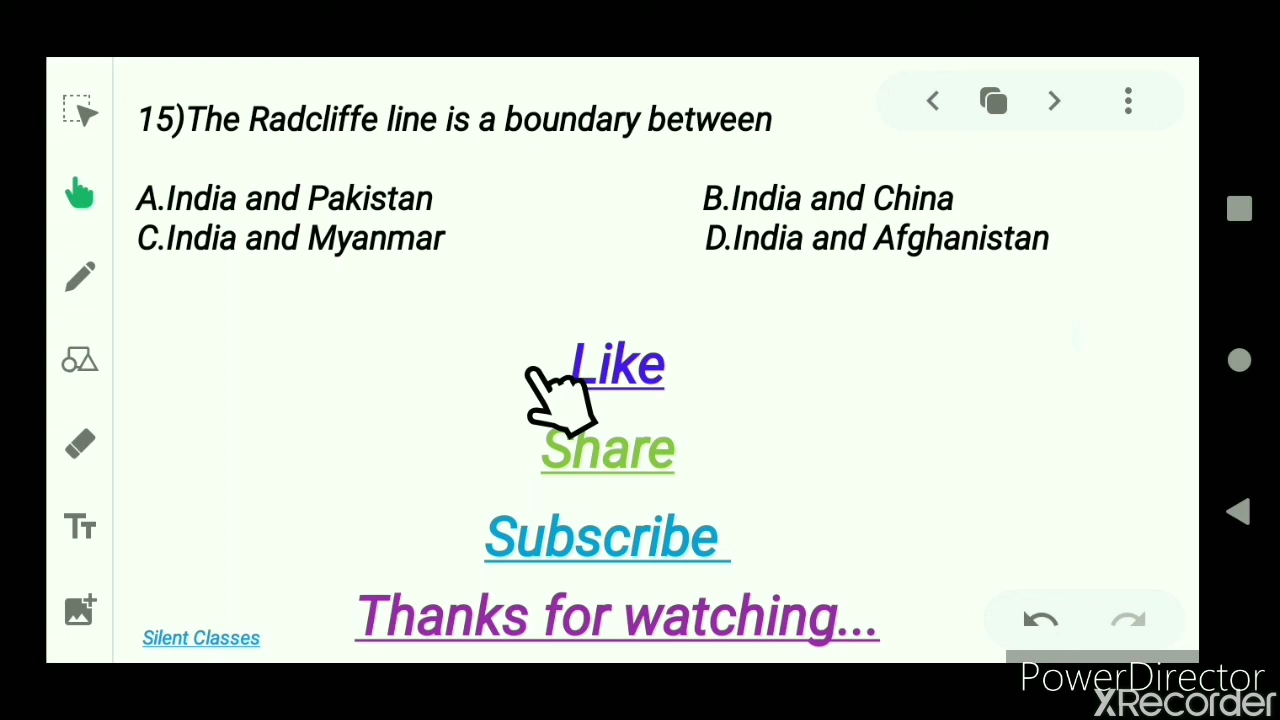 15)The Radcliffe line is a boundary between
A.India and Pakistan B.India and China
C.India and Myanmar D.India and Afghanistan
Like
Share
Subscribe
Thanks for watching...
Silent Classes
TT
PowerDirector
XRecorder